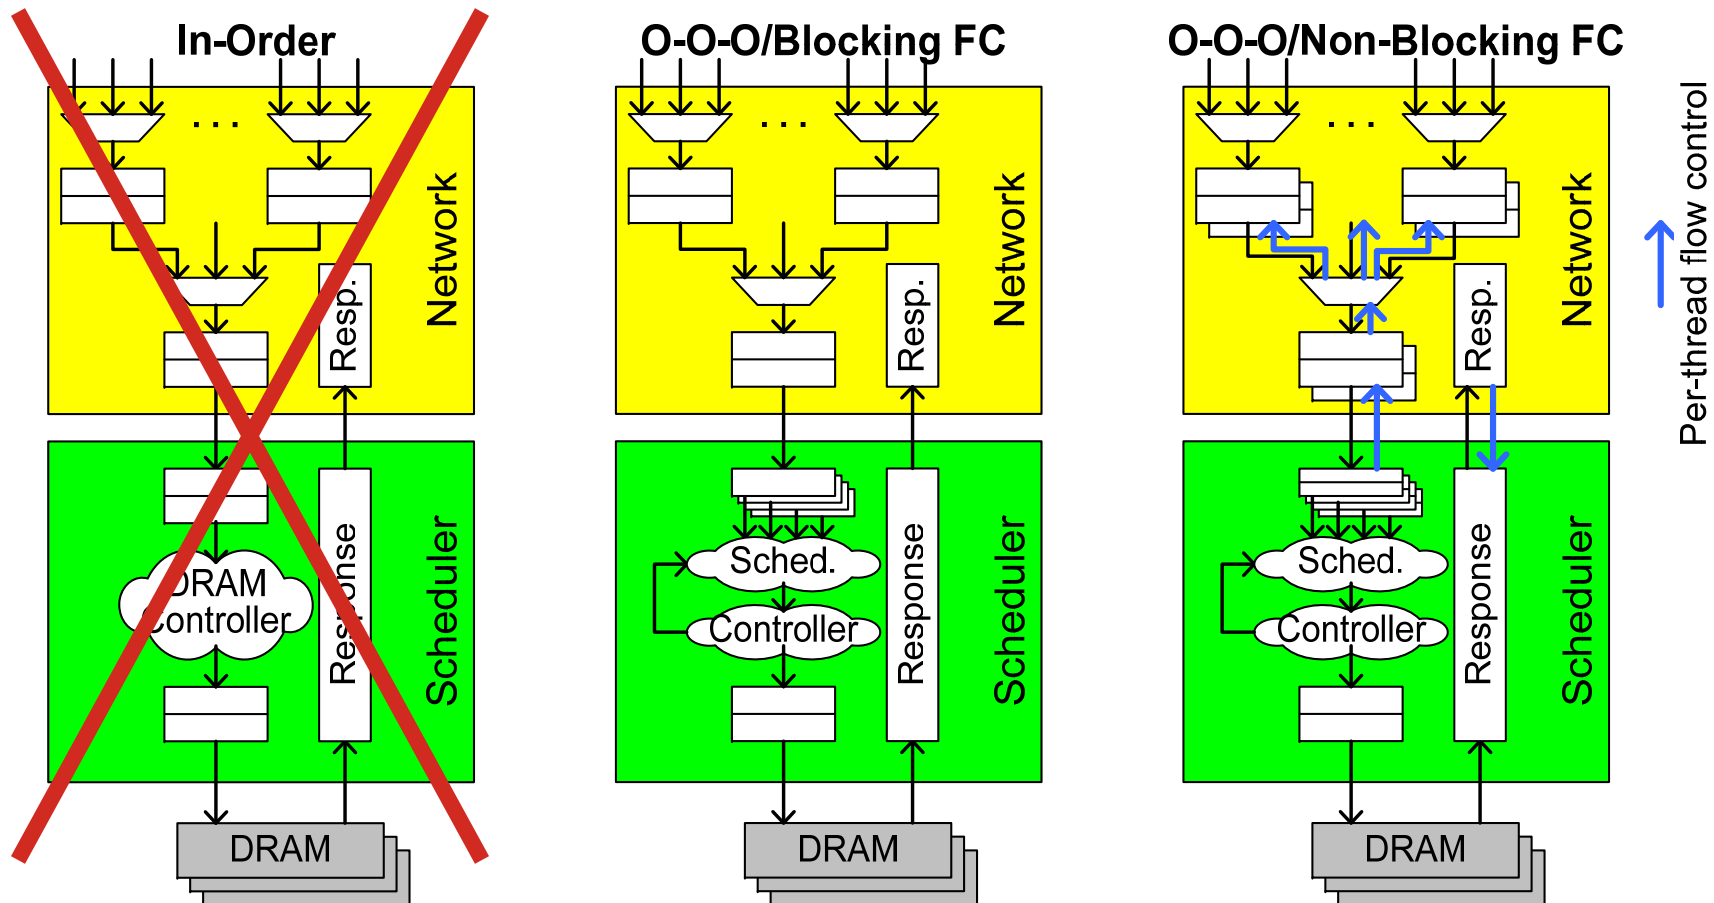 In-Order
. . .
Network
Resp.
DRAM
Controller
Response
Scheduler
DRAM
O-O-O/Blocking FC
. . .
Network
Resp.
Sched.
Controller
Response
Scheduler
DRAM
O-O-O/Non-Blocking FC
. . .
Network
Resp.
Sched.
Controller
Response
Scheduler
DRAM
Per-thread flow control